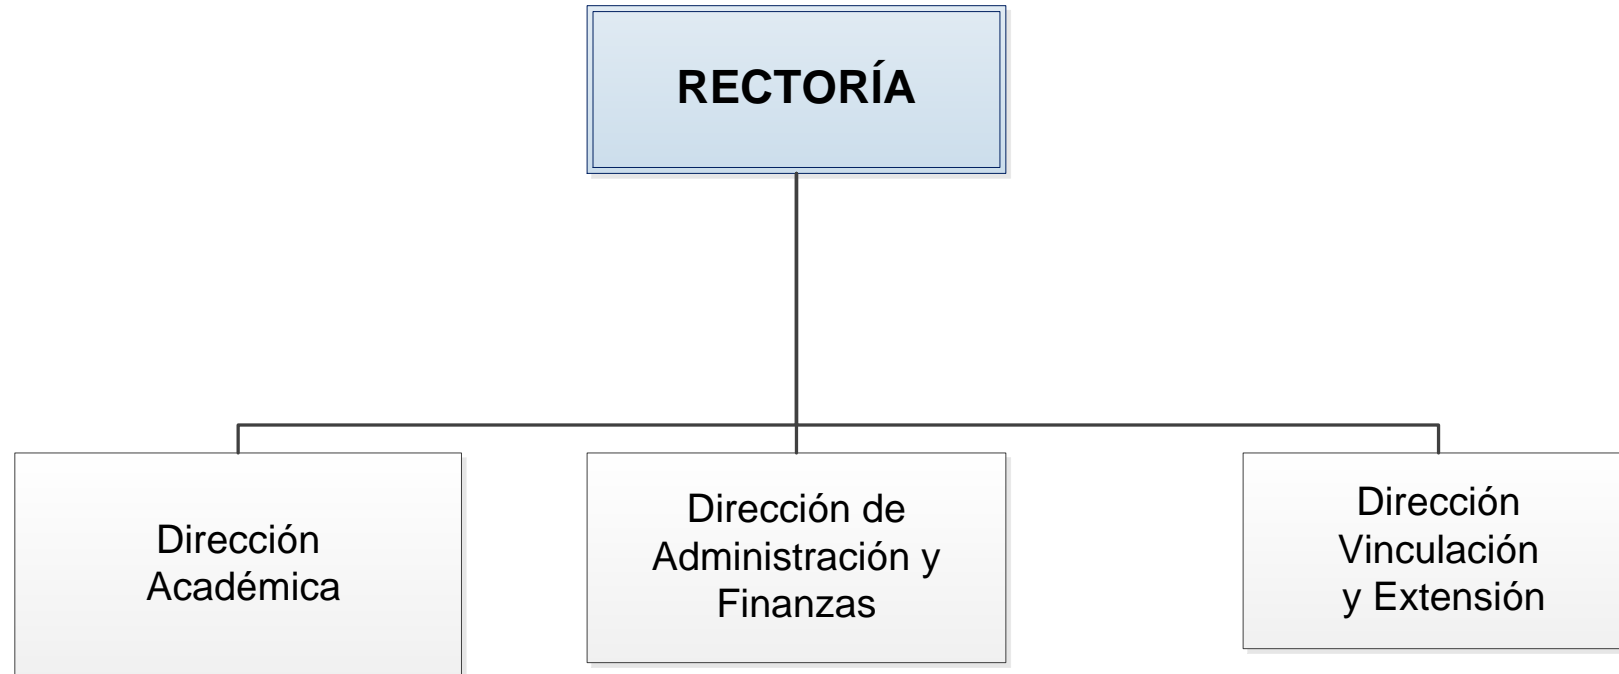 RECTORÍA
Dirección
Académica
Dirección de
Administración y
Finanzas
Dirección
Vinculación
y Extensión